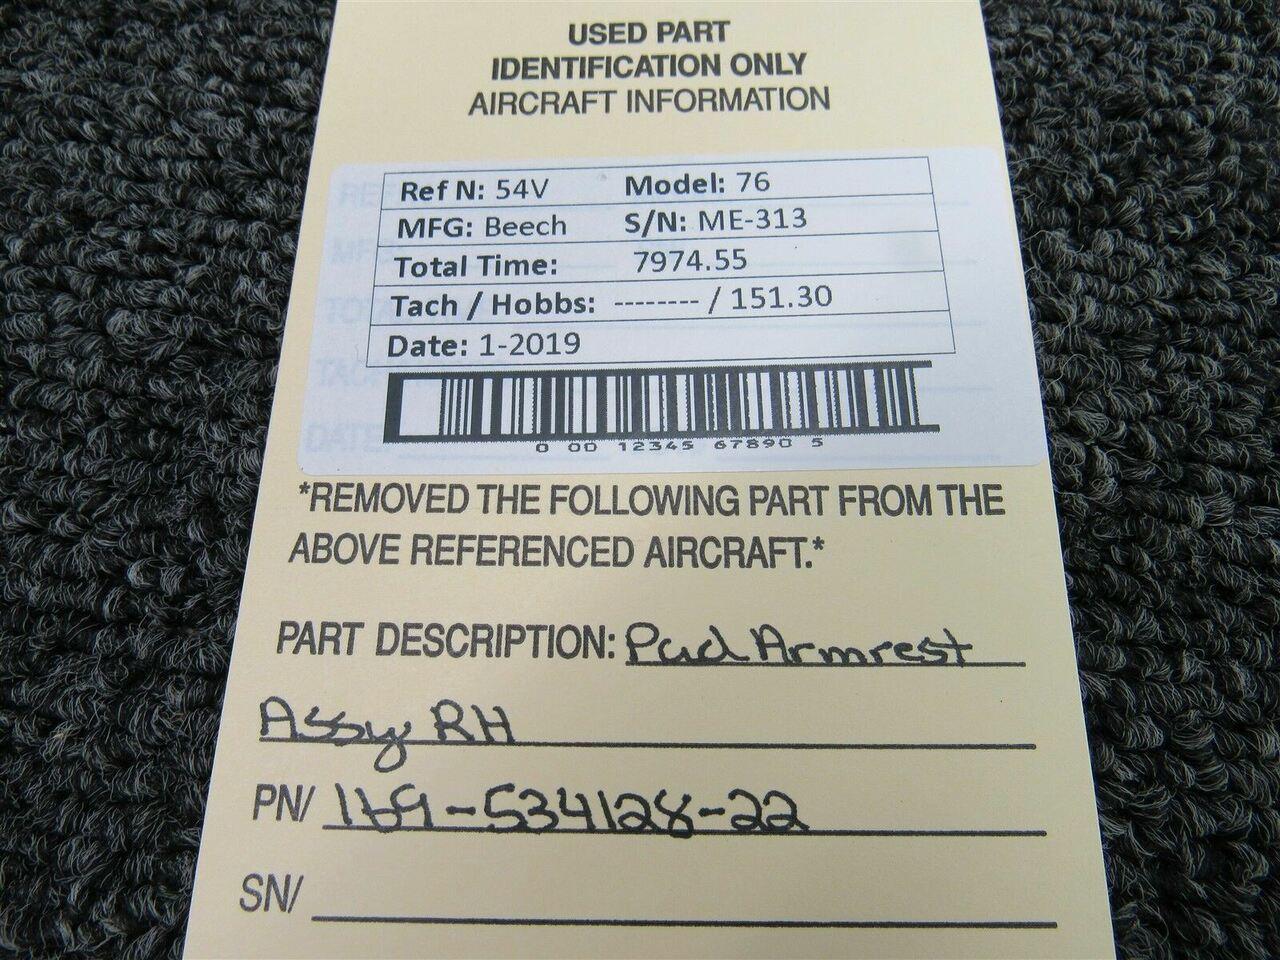 USED PART
IDENTIFICATION ONLY
AIRCRAFT INFORMATION
Ref N: 54V Model: 76
MFG: Beech S/N: ME-313
Total Time: 7974.55
Tach / Hobbs: -------- / 151.30
Date: 1-2019
0 00 12345 67890 5
*REMOVED THE FOLLOWING PART FROM THE
ABOVE REFERENCED AIRCRAFT.*
PART DESCRIPTION: Pad Armrest
Assy RH
PN/ 169-534128-22
SN/